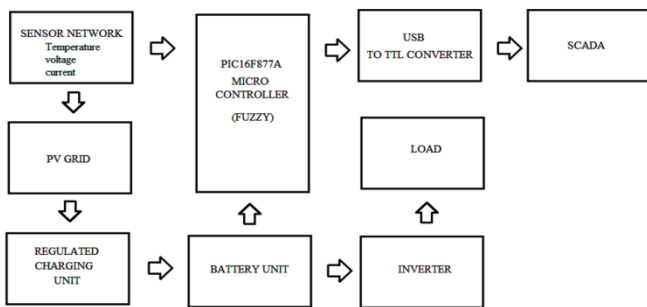 SENSOR NETWORK
Temperature
voltage
current
PIC16F877A
MICRO
CONTROLLER
(FUZZY)
USB
TO TTL CONVERTER
SCADA
PV GRID
LOAD
REGULATED
CHARGING
UNIT
BATTERY UNIT
INVERTER